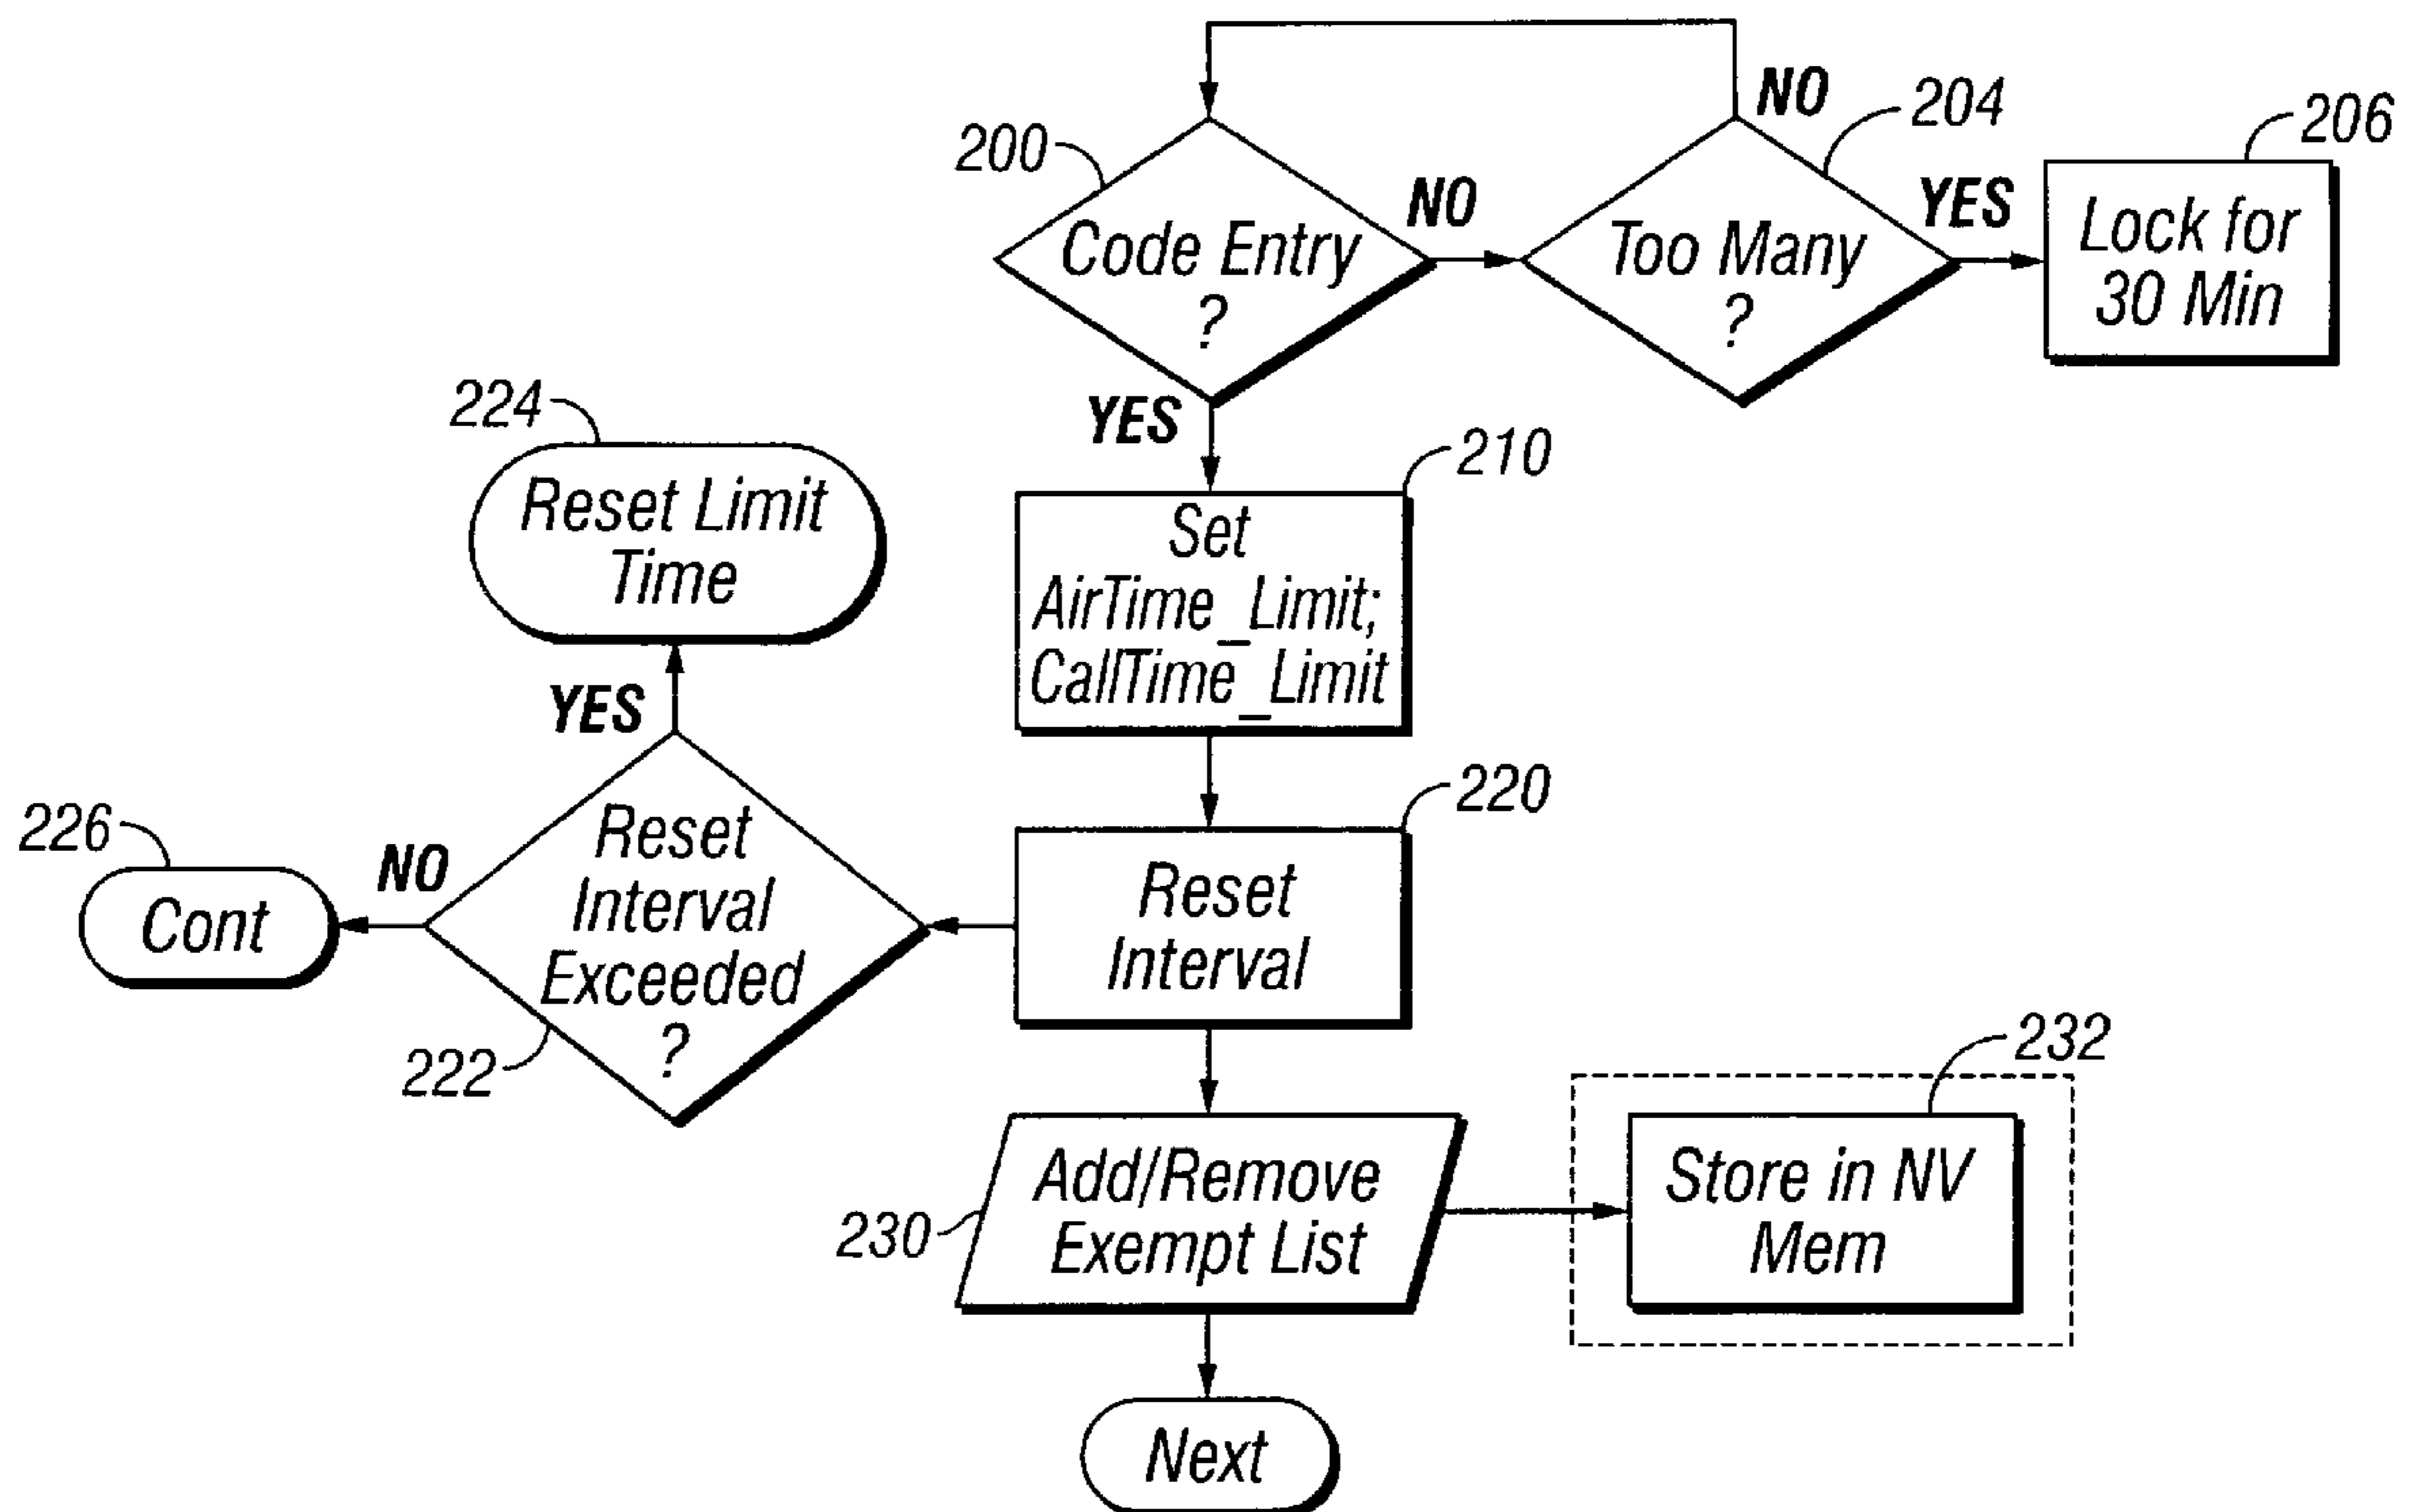 NO
204
206
200
Code Entry
?
NO
Too Many
?
YES
Lock for
30 Min
YES
224
Reset Limit
Time
210
Set
AirTime_Limit;
CallTime_Limit
YES
220
226
NO
Cont
Reset
Interval
Exceeded
?
222
Reset
Interval
232
230
Add/Remove
Exempt List
Store in NV
Mem
Next